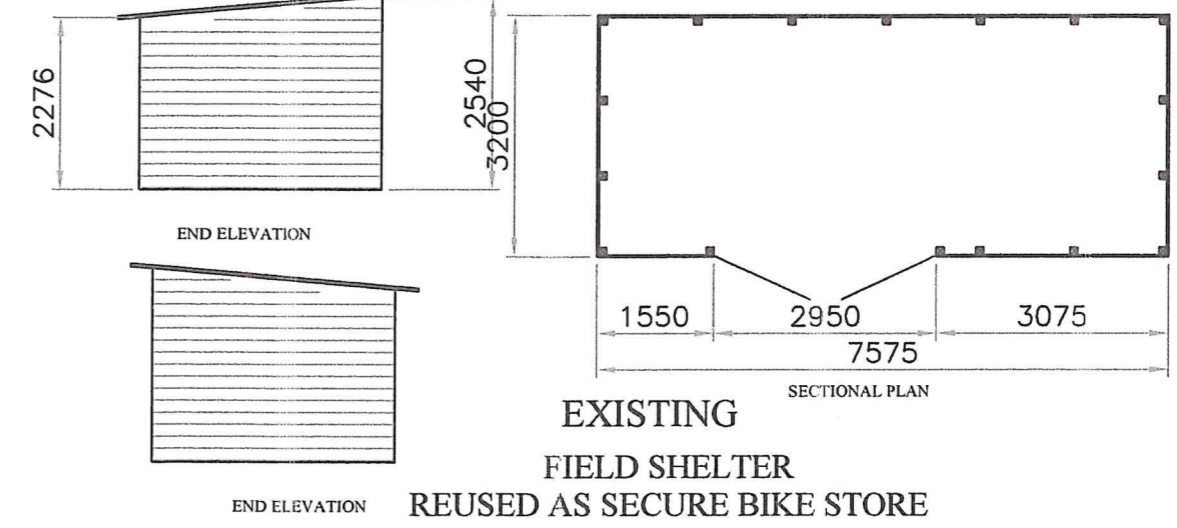 2276
2540
3200
END ELEVATION
1550
2950
3075
7575
SECTIONAL PLAN
EXISTING
FIELD SHELTER
END ELEVATION
REUSED AS SECURE BIKE STORE